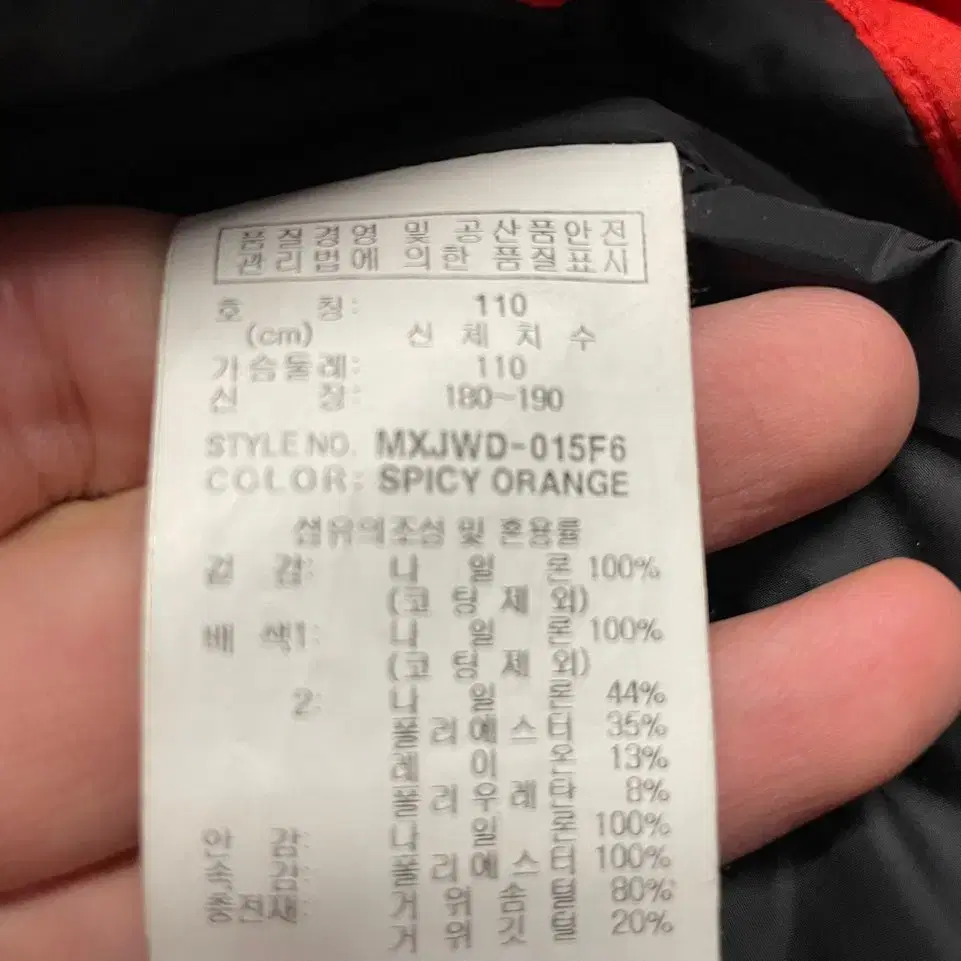 품질경영 및 공산품안전
관리법에 의한 품질표시
호 칭: 110
(cm) 신 체 치 수
가슴둘레: 110
신 장: 180~190
STYLE NO. MXJWD-015F6
COLOR: SPICY ORANGE
섬유의조성 및 혼용률
겉 감: 나 일 론 100%
(코 팅 제 외)
배 색1: 나 일 론 100%
(코 팅 제 외)
2: 나 일 론 44%
폴 리 에 스 터 35%
레 이 온 13%
폴 리 우 레 탄 8%
안 감: 나 일 론 100%
속 감: 폴 리 에 스 터 100%
충전재: 거 위 솜 털 80%
거 위 깃 털 20%